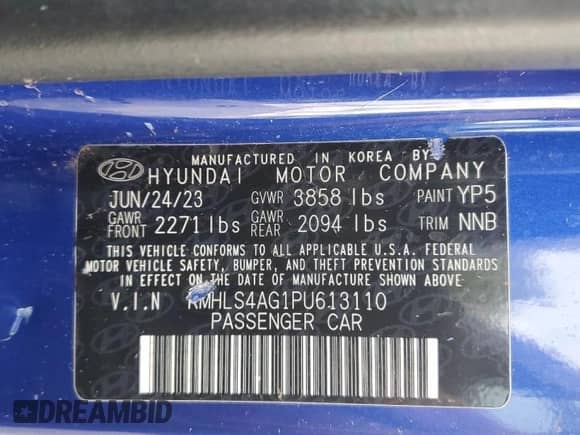 MANUFACTURED IN KOREA BY
HYUNDAI MOTOR COMPANY
JUN/24/23 GVWR 3858 lbs PAINT YP5
GAWR FRONT 2271 lbs GAWR REAR 2094 lbs TRIM NNB
THIS VEHICLE CONFORMS TO ALL APPLICABLE U.S.A. FEDERAL
MOTOR VEHICLE SAFETY, BUMPER, AND THEFT PREVENTION STANDARDS
IN EFFECT ON THE DATE OF MANUFACTURE SHOWN ABOVE
V.I.N KMHLS4AG1PU613110
PASSENGER CAR
DREAMBID